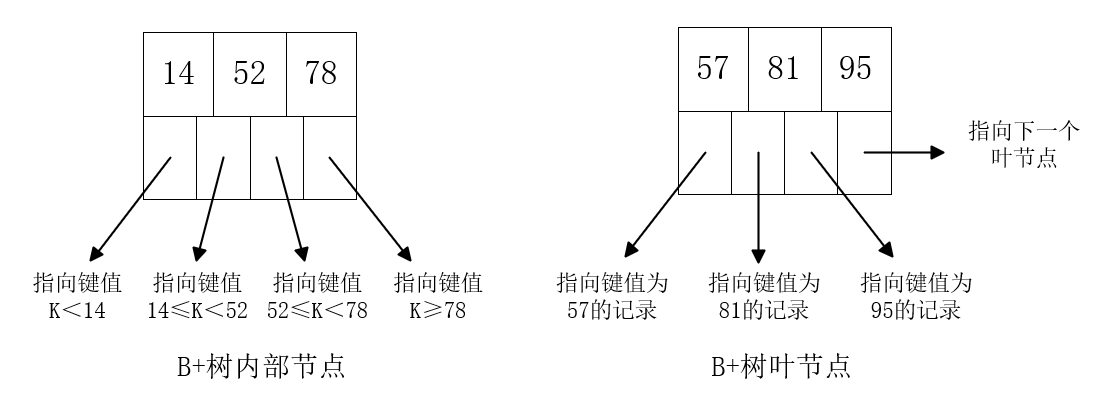 14 52 78
指向键值
K<14
指向键值
14≤K<52
指向键值
52≤K<78
指向键值
K≥78
B+树内部节点
57 81 95
指向下一个
叶节点
指向键值为
57的记录
指向键值为
81的记录
指向键值为
95的记录
B+树叶节点